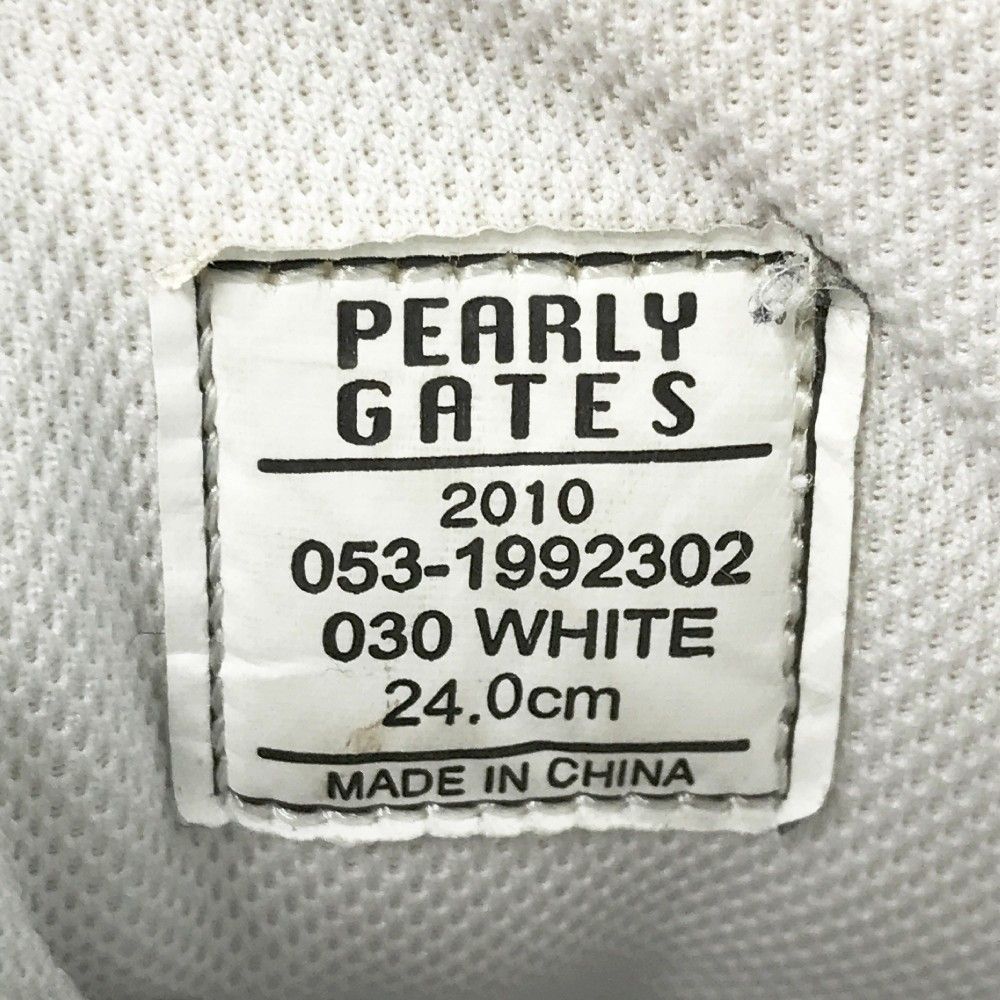 PEARLY
GATES
2010
053-1992302
030 WHITE
24.0cm
MADE IN CHINA